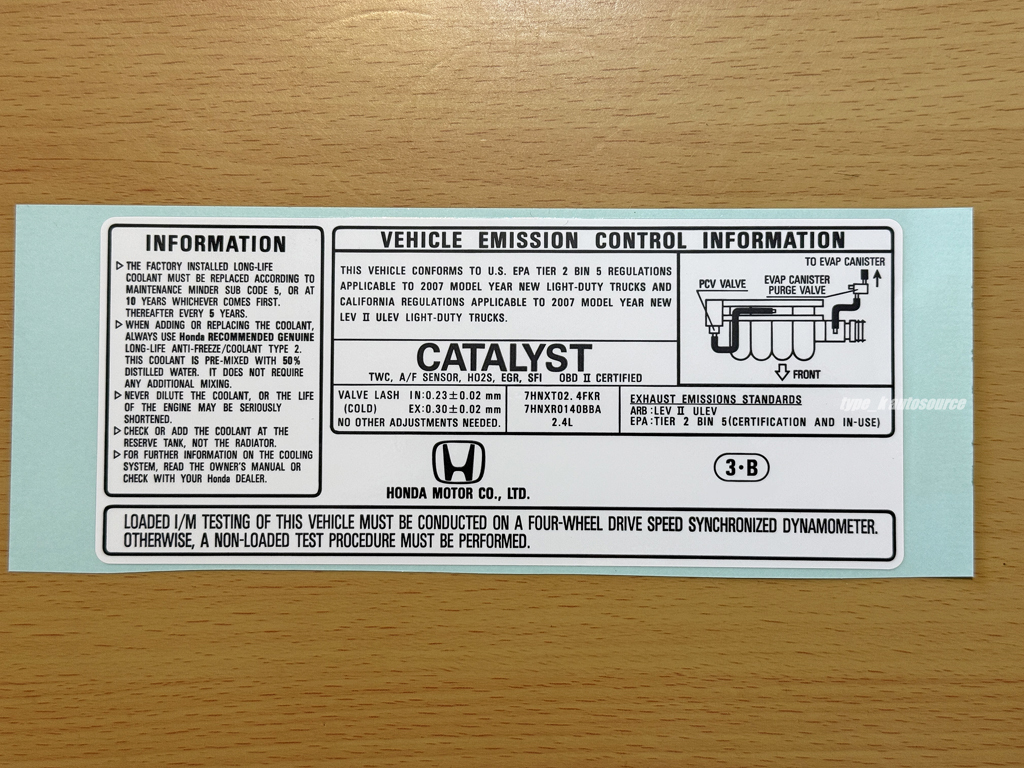 INFORMATION
▷ THE FACTORY INSTALLED LONG-LIFE
COOLANT MUST BE REPLACED ACCORDING TO
MAINTENANCE MINDER SUB CODE 5, OR AT
10 YEARS WHICHEVER COMES FIRST.
THEREAFTER EVERY 5 YEARS.
▷ WHEN ADDING OR REPLACING THE COOLANT,
ALWAYS USE Honda RECOMMENDED GENUINE
LONG-LIFE ANTI-FREEZE/COOLANT TYPE 2.
THIS COOLANT IS PRE-MIXED WITH 50%
DISTILLED WATER. IT DOES NOT REQUIRE
ANY ADDITIONAL MIXING.
▷ NEVER DILUTE THE COOLANT, OR THE LIFE
OF THE ENGINE MAY BE SERIOUSLY
SHORTENED.
▷ CHECK OR ADD THE COOLANT AT THE
RESERVE TANK, NOT THE RADIATOR.
▷ FOR FURTHER INFORMATION ON THE COOLING
SYSTEM, READ THE OWNER'S MANUAL OR
CHECK WITH YOUR Honda DEALER.
VEHICLE EMISSION CONTROL INFORMATION
THIS VEHICLE CONFORMS TO U.S. EPA TIER 2 BIN 5 REGULATIONS
APPLICABLE TO 2007 MODEL YEAR NEW LIGHT-DUTY TRUCKS AND
CALIFORNIA REGULATIONS APPLICABLE TO 2007 MODEL YEAR NEW
LEV II ULEV LIGHT-DUTY TRUCKS.
CATALYST
TWC, A/F SENSOR, HO2S, EGR, SFI OBD II CERTIFIED
TO EVAP CANISTER
PCV VALVE
EVAP CANISTER
PURGE VALVE
FRONT
VALVE LASH IN:0.23±0.02 mm
(COLD) EX:0.30±0.02 mm
NO OTHER ADJUSTMENTS NEEDED.
7HNXT02.4FKR
7HNXR0140BBA
2.4L
EXHAUST EMISSIONS STANDARDS
ARB:LEV II ULEV
EPA:TIER 2 BIN 5(CERTIFICATION AND IN-USE)
type_k autosource
HONDA MOTOR CO., LTD.
3·B
LOADED I/M TESTING OF THIS VEHICLE MUST BE CONDUCTED ON A FOUR-WHEEL DRIVE SPEED SYNCHRONIZED DYNAMOMETER.
OTHERWISE, A NON-LOADED TEST PROCEDURE MUST BE PERFORMED.